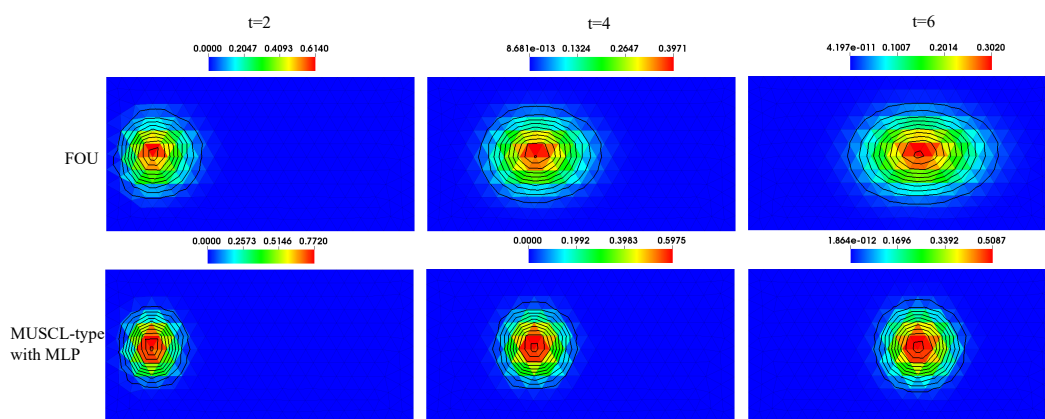 t=2
t=4
t=6
0.0000 0.2047 0.4093 0.6140
8.681e-013 0.1324 0.2647 0.3971
4.197e-011 0.1007 0.2014 0.3020
FOU
0.0000 0.2573 0.5146 0.7720
0.0000 0.1992 0.3983 0.5975
1.864e-012 0.1696 0.3392 0.5087
MUSCL-type
with MLP